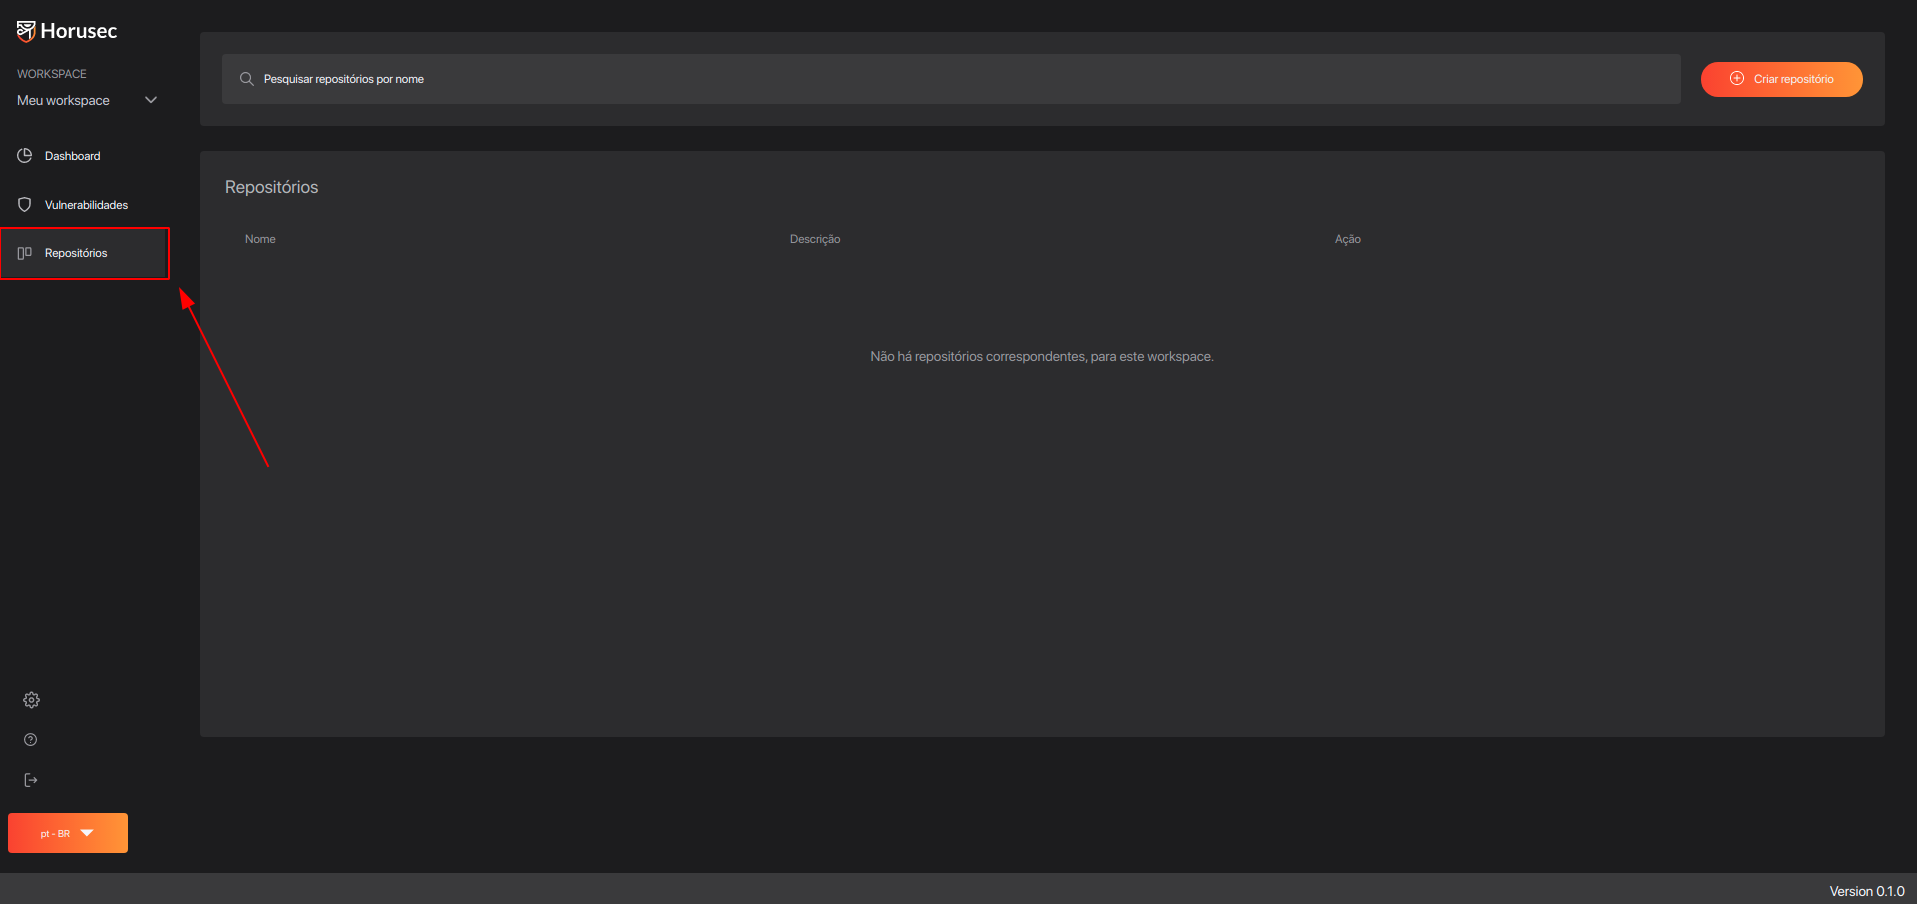 Horusec
WORKSPACE
Meu workspace
Dashboard
Vulnerabilidades
Repositórios
Pesquisar repositórios por nome
Criar repositório
Repositórios
Nome Descrição Ação
Não há repositórios correspondentes, para este workspace.
pt - BR
Version 0.1.0